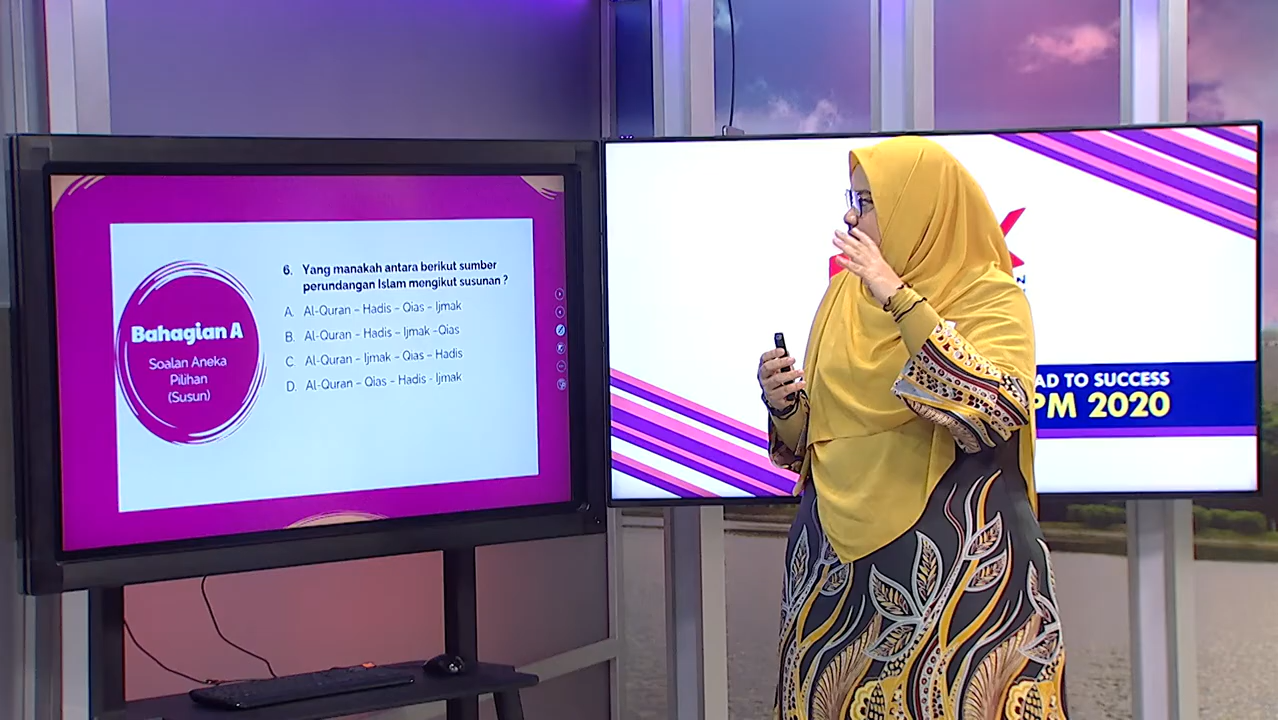 Bahagian A
Soalan Aneka
Pilihan
(Susun)
6. Yang manakah antara berikut sumber
perundangan Islam mengikut susunan ?
A. Al-Quran – Hadis – Qias – Ijmak
B. Al-Quran – Hadis – Ijmak -Qias
C. Al-Quran – Ijmak – Qias – Hadis
D. Al-Quran – Qias – Hadis - Ijmak
AD TO SUCCESS
PM 2020